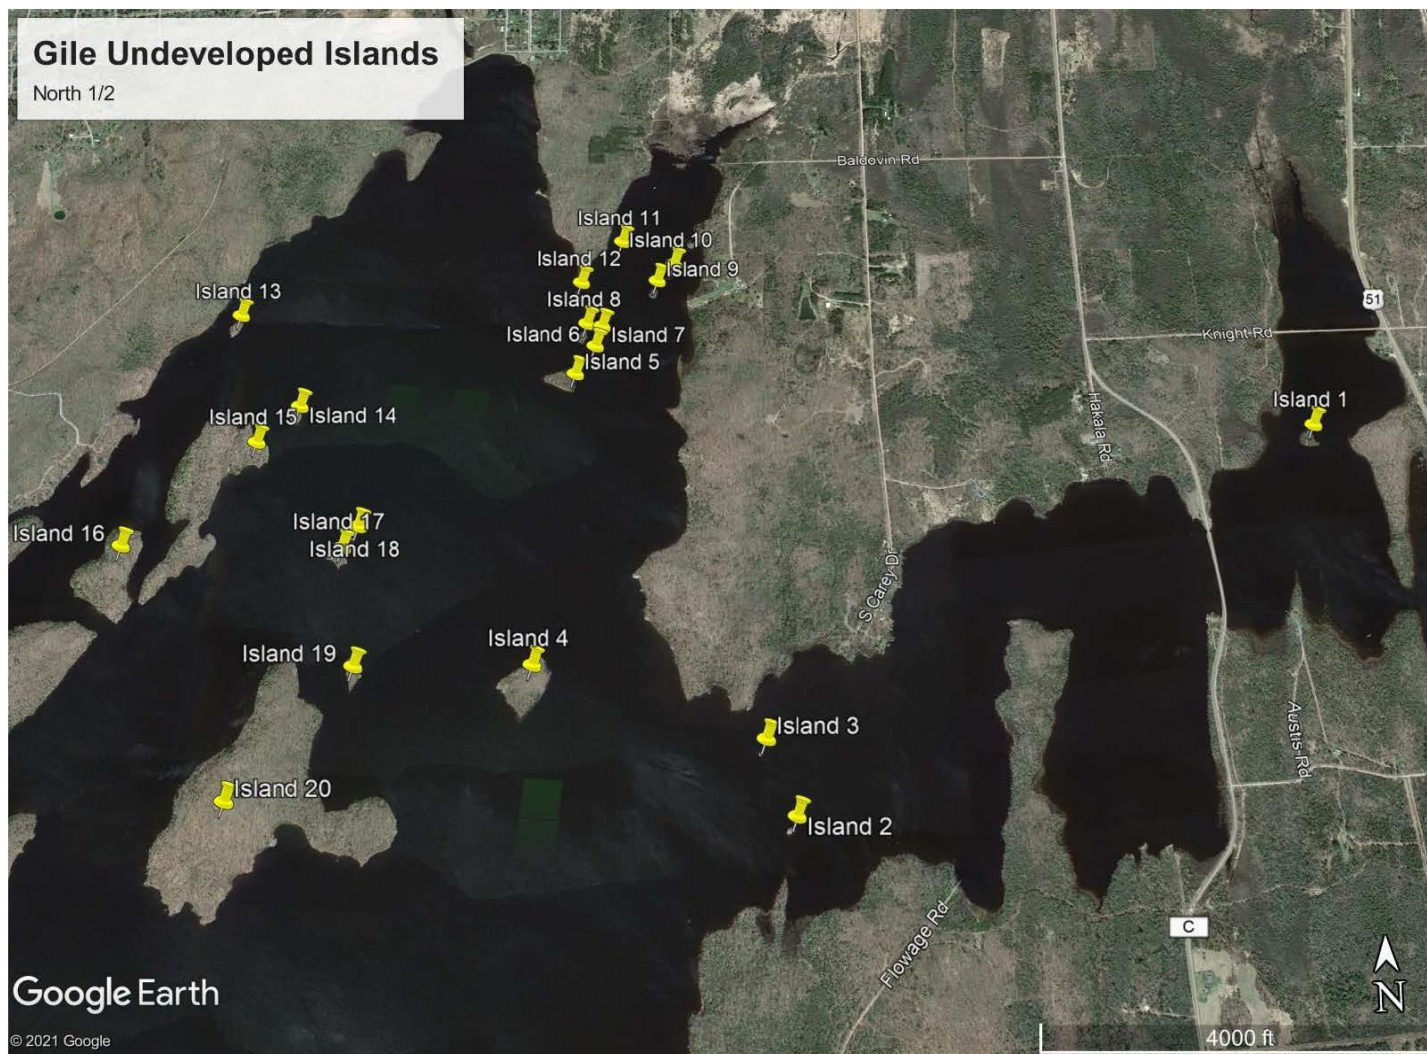 Gile Undeveloped Islands
North 1/2
Baldovin Rd
Island 11
Island 10
Island 12
Island 9
Island 13
Island 8
51
Island 6
Island 7
Knight Rd
Island 5
Island 1
Island 15
Island 14
Hakala Rd
Island 17
Island 16
Island 18
S Carey Dr
Island 4
Island 19
Island 3
Austis Rd
Island 20
Island 2
C
Flowage Rd
Google Earth
N
© 2021 Google
4000 ft